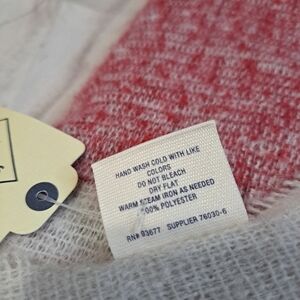 HAND WASH COLD WITH LIKE
COLORS
DO NOT BLEACH
DRY FLAT
WARM STEAM IRON AS NEEDED
100% POLYESTER
RN# 93677 SUPPLIER 76030-6